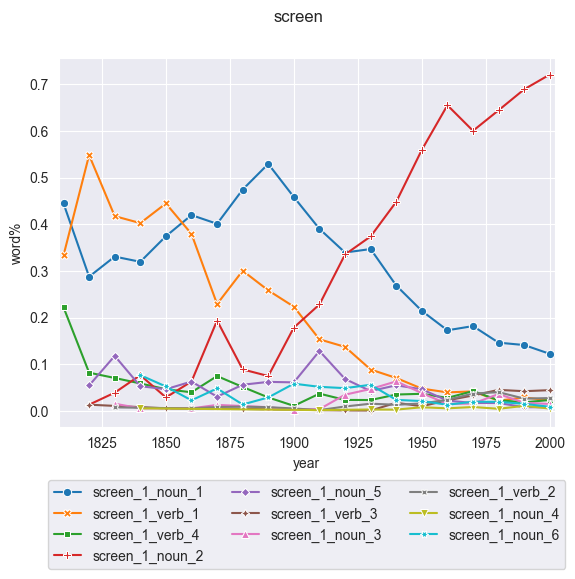 screen
0.7
0.6
0.5
0.4
0.3
0.2
0.1
0.0
word%
1825 1850 1875 1900 1925 1950 1975 2000
year
screen_1_noun_1 screen_1_noun_5 screen_1_verb_2
screen_1_verb_1 screen_1_verb_3 screen_1_noun_4
screen_1_verb_4 screen_1_noun_3 screen_1_noun_6
screen_1_noun_2